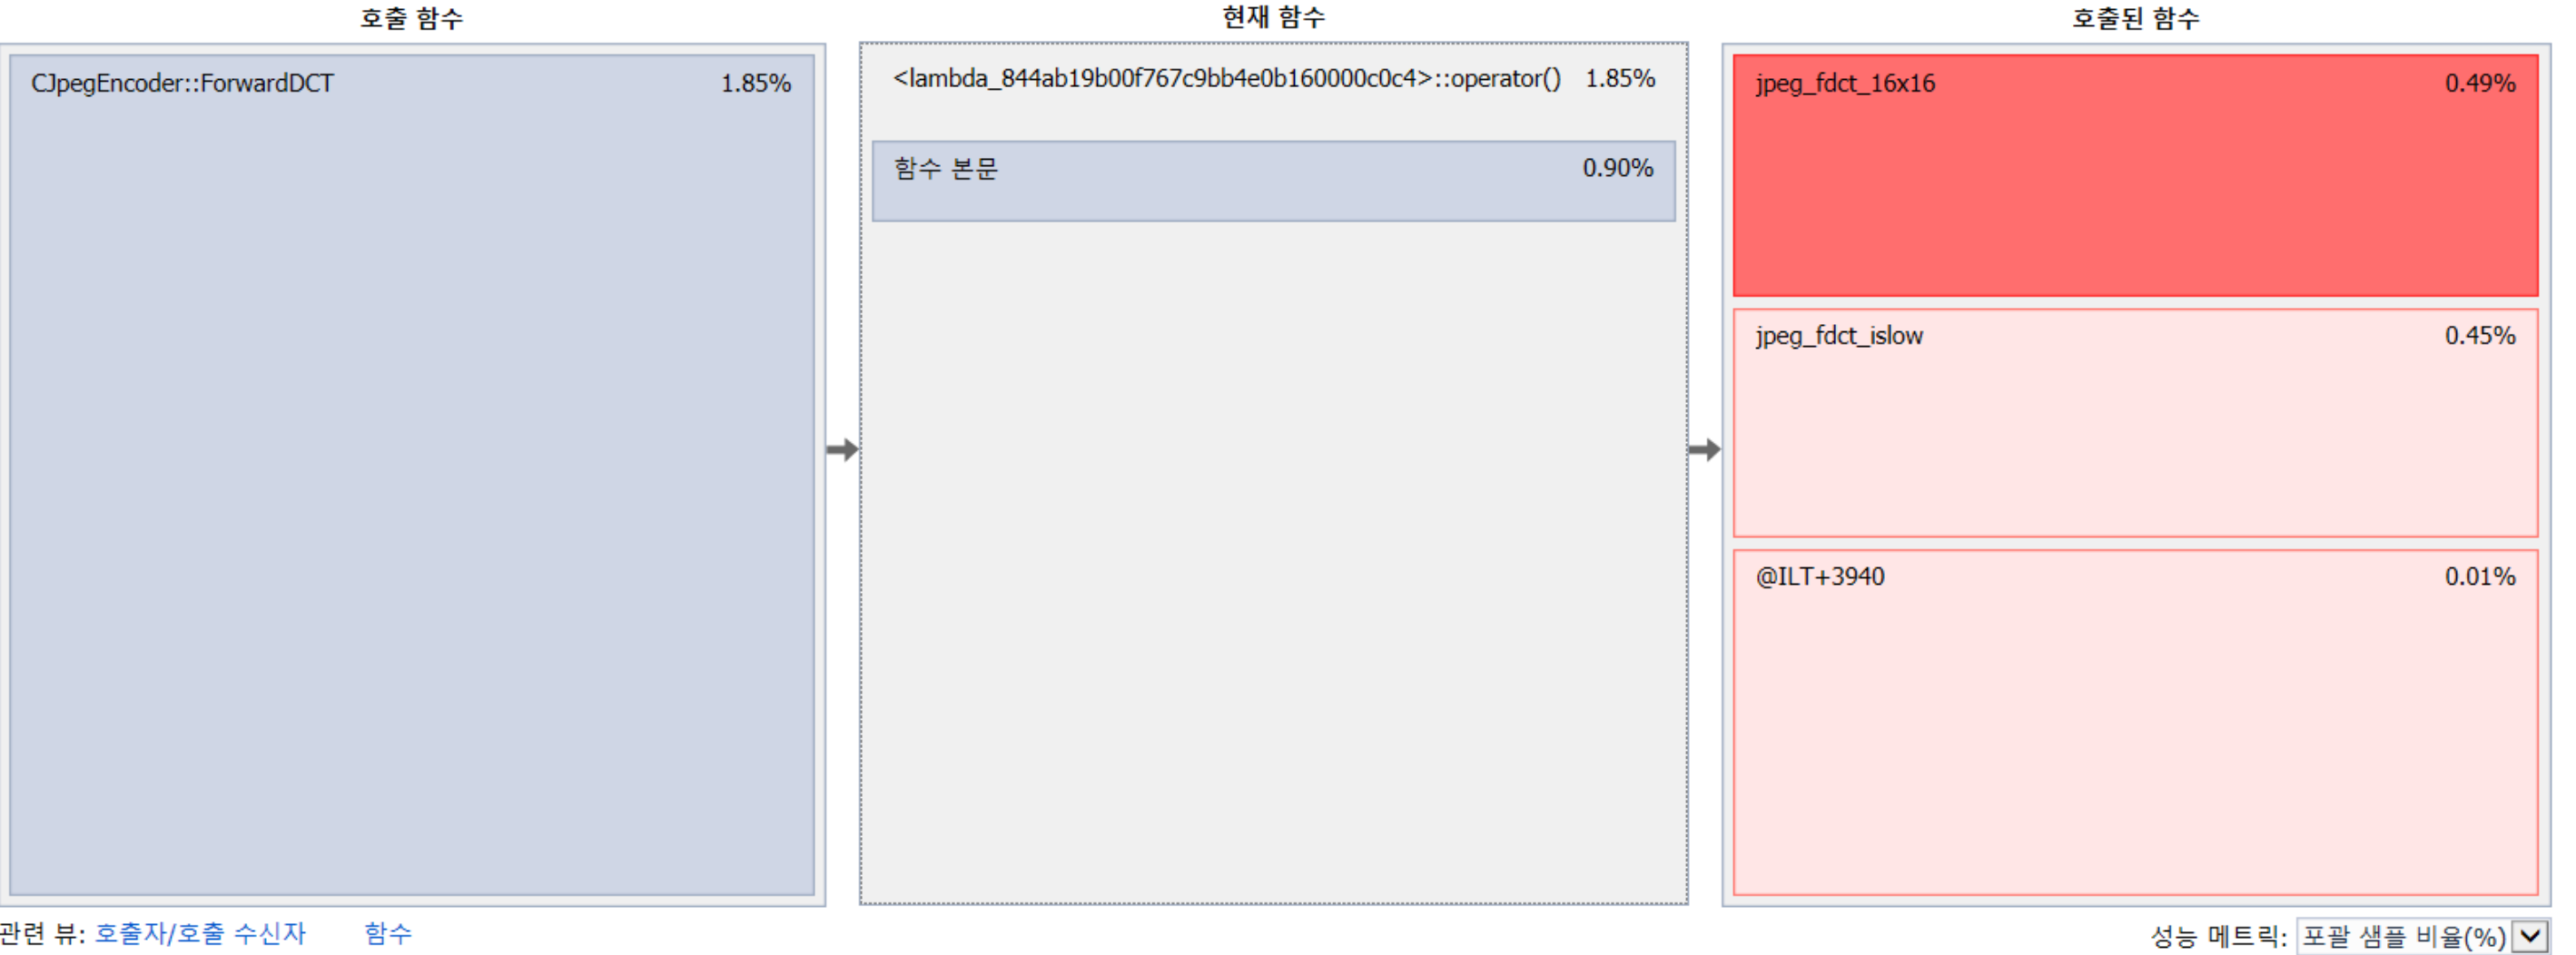 호출 함수
CJpegEncoder::ForwardDCT 1.85%
현재 함수
<lambda_844ab19b00f767c9bb4e0b160000c0c4>::operator() 1.85%
함수 본문 0.90%
호출된 함수
jpeg_fdct_16x16 0.49%
jpeg_fdct_islow 0.45%
@ILT+3940 0.01%
관련 뷰: 호출자/호출 수신자 함수
성능 메트릭: 포괄 샘플 비율(%)